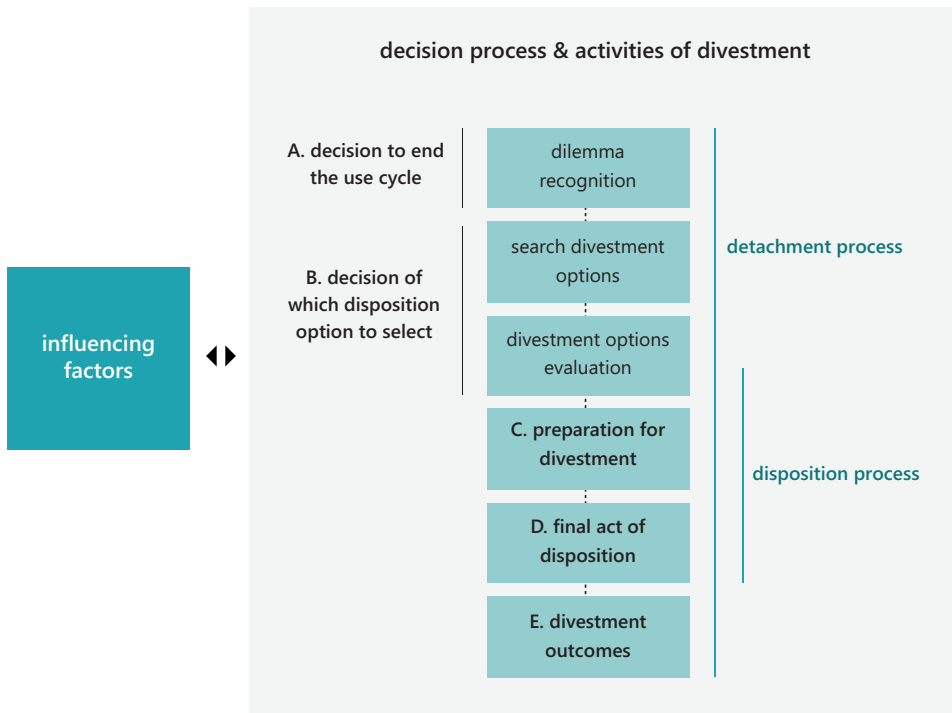 decision process & activities of divestment
A. decision to end
the use cycle
dilemma
recognition
search divestment
options
detachment process
B. decision of
which disposition
option to select
influencing
factors
divestment options
evaluation
C. preparation for
divestment
disposition process
D. final act of
disposition
E. divestment
outcomes